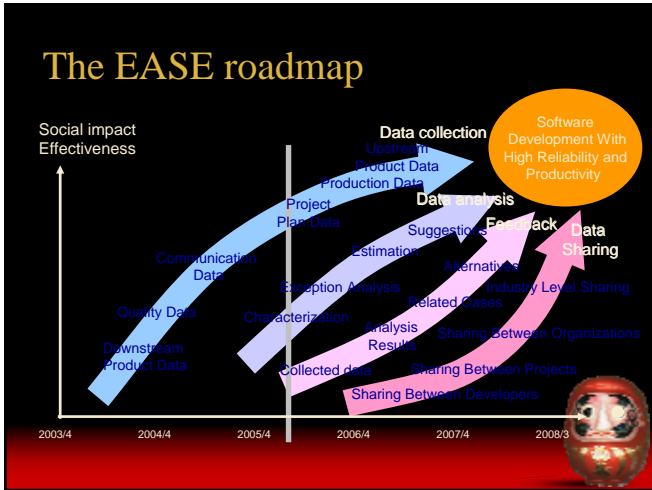 The EASE roadmap
Social impact
Effectiveness
Data collection
Upstream
Product Data
Production Data
Project
Plan Data
Communication
Data
Quality Data
Downstream
Product Data
Data analysis
Suggestions
Estimation
Exception Analysis
Characterization
Feedback
Alternatives
Related Cases
Analysis
Results
Collected data
Data
Sharing
Industry Level Sharing
Sharing Between Organizations
Sharing Between Projects
Sharing Between Developers
Software
Development With
High Reliability and
Productivity
2003/4
2004/4
2005/4
2006/4
2007/4
2008/3